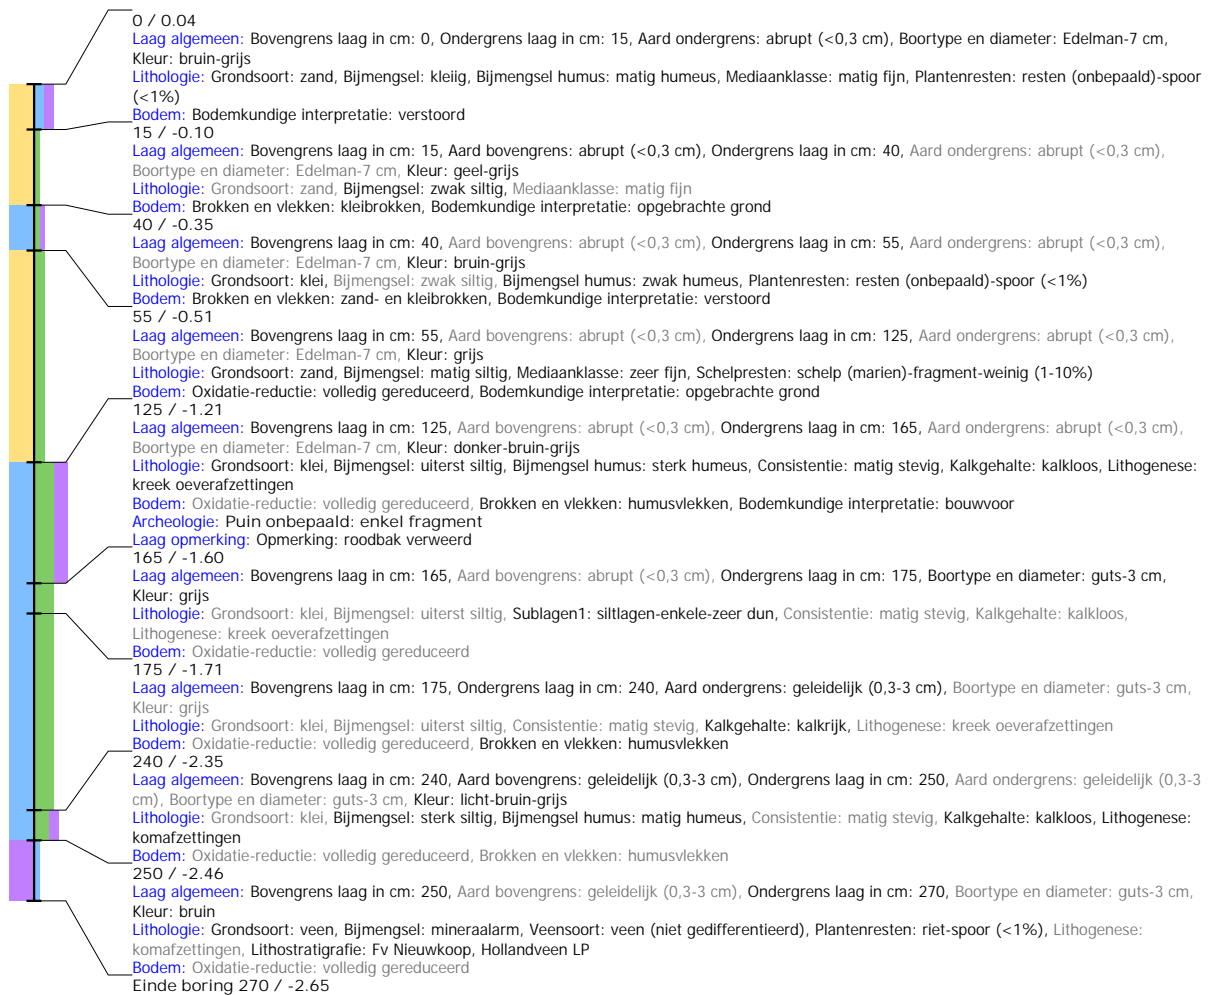 0 / 0.04
Laag algemeen: Bovengrens laag in cm: 0, Ondergrens laag in cm: 15, Aard ondergrens: abrupt (<0,3 cm), Boortype en diameter: Edelman-7 cm,
Kleur: bruin-grijs
Lithologie: Grondsoort: zand, Bijmengsel: kleiig, Bijmengsel humus: matig humeus, Mediaanklasse: matig fijn, Plantenresten: resten (onbepaald)-spoor
(<1%)
Bodem: Bodemkundige interpretatie: verstoord
15 / -0.10
Laag algemeen: Bovengrens laag in cm: 15, Aard bovengrens: abrupt (<0,3 cm), Ondergrens laag in cm: 40, Aard ondergrens: abrupt (<0,3 cm),
Boortype en diameter: Edelman-7 cm, Kleur: geel-grijs
Lithologie: Grondsoort: zand, Bijmengsel: zwak siltig, Mediaanklasse: matig fijn
Bodem: Brokken en vlekken: kleibrokken, Bodemkundige interpretatie: opgebrachte grond
40 / -0.35
Laag algemeen: Bovengrens laag in cm: 40, Aard bovengrens: abrupt (<0,3 cm), Ondergrens laag in cm: 55, Aard ondergrens: abrupt (<0,3 cm),
Boortype en diameter: Edelman-7 cm, Kleur: bruin-grijs
Lithologie: Grondsoort: klei, Bijmengsel: zwak siltig, Bijmengsel humus: zwak humeus, Plantenresten: resten (onbepaald)-spoor (<1%)
Bodem: Brokken en vlekken: zand- en kleibrokken, Bodemkundige interpretatie: verstoord
55 / -0.51
Laag algemeen: Bovengrens laag in cm: 55, Aard bovengrens: abrupt (<0,3 cm), Ondergrens laag in cm: 125, Aard ondergrens: abrupt (<0,3 cm),
Boortype en diameter: Edelman-7 cm, Kleur: grijs
Lithologie: Grondsoort: zand, Bijmengsel: matig siltig, Mediaanklasse: zeer fijn, Schelpresten: schelp (marien)-fragment-weinig (1-10%)
Bodem: Oxidatie-reductie: volledig gereduceerd, Bodemkundige interpretatie: opgebrachte grond
125 / -1.21
Laag algemeen: Bovengrens laag in cm: 125, Aard bovengrens: abrupt (<0,3 cm), Ondergrens laag in cm: 165, Aard ondergrens: abrupt (<0,3 cm),
Boortype en diameter: Edelman-7 cm, Kleur: donker-bruin-grijs
Lithologie: Grondsoort: klei, Bijmengsel: uiterst siltig, Bijmengsel humus: sterk humeus, Consistentie: matig stevig, Kalkgehalte: kalkloos, Lithogenese:
kreek oeverafzettingen
Bodem: Oxidatie-reductie: volledig gereduceerd, Brokken en vlekken: humusvlekken, Bodemkundige interpretatie: bouwvoor
Archeologie: Puin onbepaald: enkel fragment
Laag opmerking: Opmerking: roodbak verweerd
165 / -1.60
Laag algemeen: Bovengrens laag in cm: 165, Aard bovengrens: abrupt (<0,3 cm), Ondergrens laag in cm: 175, Boortype en diameter: guts-3 cm,
Kleur: grijs
Lithologie: Grondsoort: klei, Bijmengsel: uiterst siltig, Sublagen1: siltlagen-enkele-zeer dun, Consistentie: matig stevig, Kalkgehalte: kalkloos,
Lithogenese: kreek oeverafzettingen
Bodem: Oxidatie-reductie: volledig gereduceerd
175 / -1.71
Laag algemeen: Bovengrens laag in cm: 175, Ondergrens laag in cm: 240, Aard ondergrens: geleidelijk (0,3-3 cm), Boortype en diameter: guts-3 cm,
Kleur: grijs
Lithologie: Grondsoort: klei, Bijmengsel: uiterst siltig, Consistentie: matig stevig, Kalkgehalte: kalkrijk, Lithogenese: kreek oeverafzettingen
Bodem: Oxidatie-reductie: volledig gereduceerd, Brokken en vlekken: humusvlekken
240 / -2.35
Laag algemeen: Bovengrens laag in cm: 240, Aard bovengrens: geleidelijk (0,3-3 cm), Ondergrens laag in cm: 250, Aard ondergrens: geleidelijk (0,3-3
cm), Boortype en diameter: guts-3 cm, Kleur: licht-bruin-grijs
Lithologie: Grondsoort: klei, Bijmengsel: sterk siltig, Bijmengsel humus: matig humeus, Consistentie: matig stevig, Kalkgehalte: kalkloos, Lithogenese:
komafzettingen
Bodem: Oxidatie-reductie: volledig gereduceerd, Brokken en vlekken: humusvlekken
250 / -2.46
Laag algemeen: Bovengrens laag in cm: 250, Aard bovengrens: geleidelijk (0,3-3 cm), Ondergrens laag in cm: 270, Boortype en diameter: guts-3 cm,
Kleur: bruin
Lithologie: Grondsoort: veen, Bijmengsel: mineraalarm, Veensoort: veen (niet gedifferentieerd), Plantenresten: riet-spoor (<1%), Lithogenese:
komafzettingen, Lithostratigrafie: Fv Nieuwkoop, Hollandveen LP
Bodem: Oxidatie-reductie: volledig gereduceerd
Einde boring 270 / -2.65